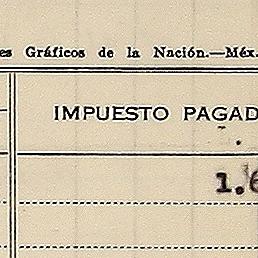 es Gráficos de la Nación.—Méx.
IMPUESTO PAGAD
1.6